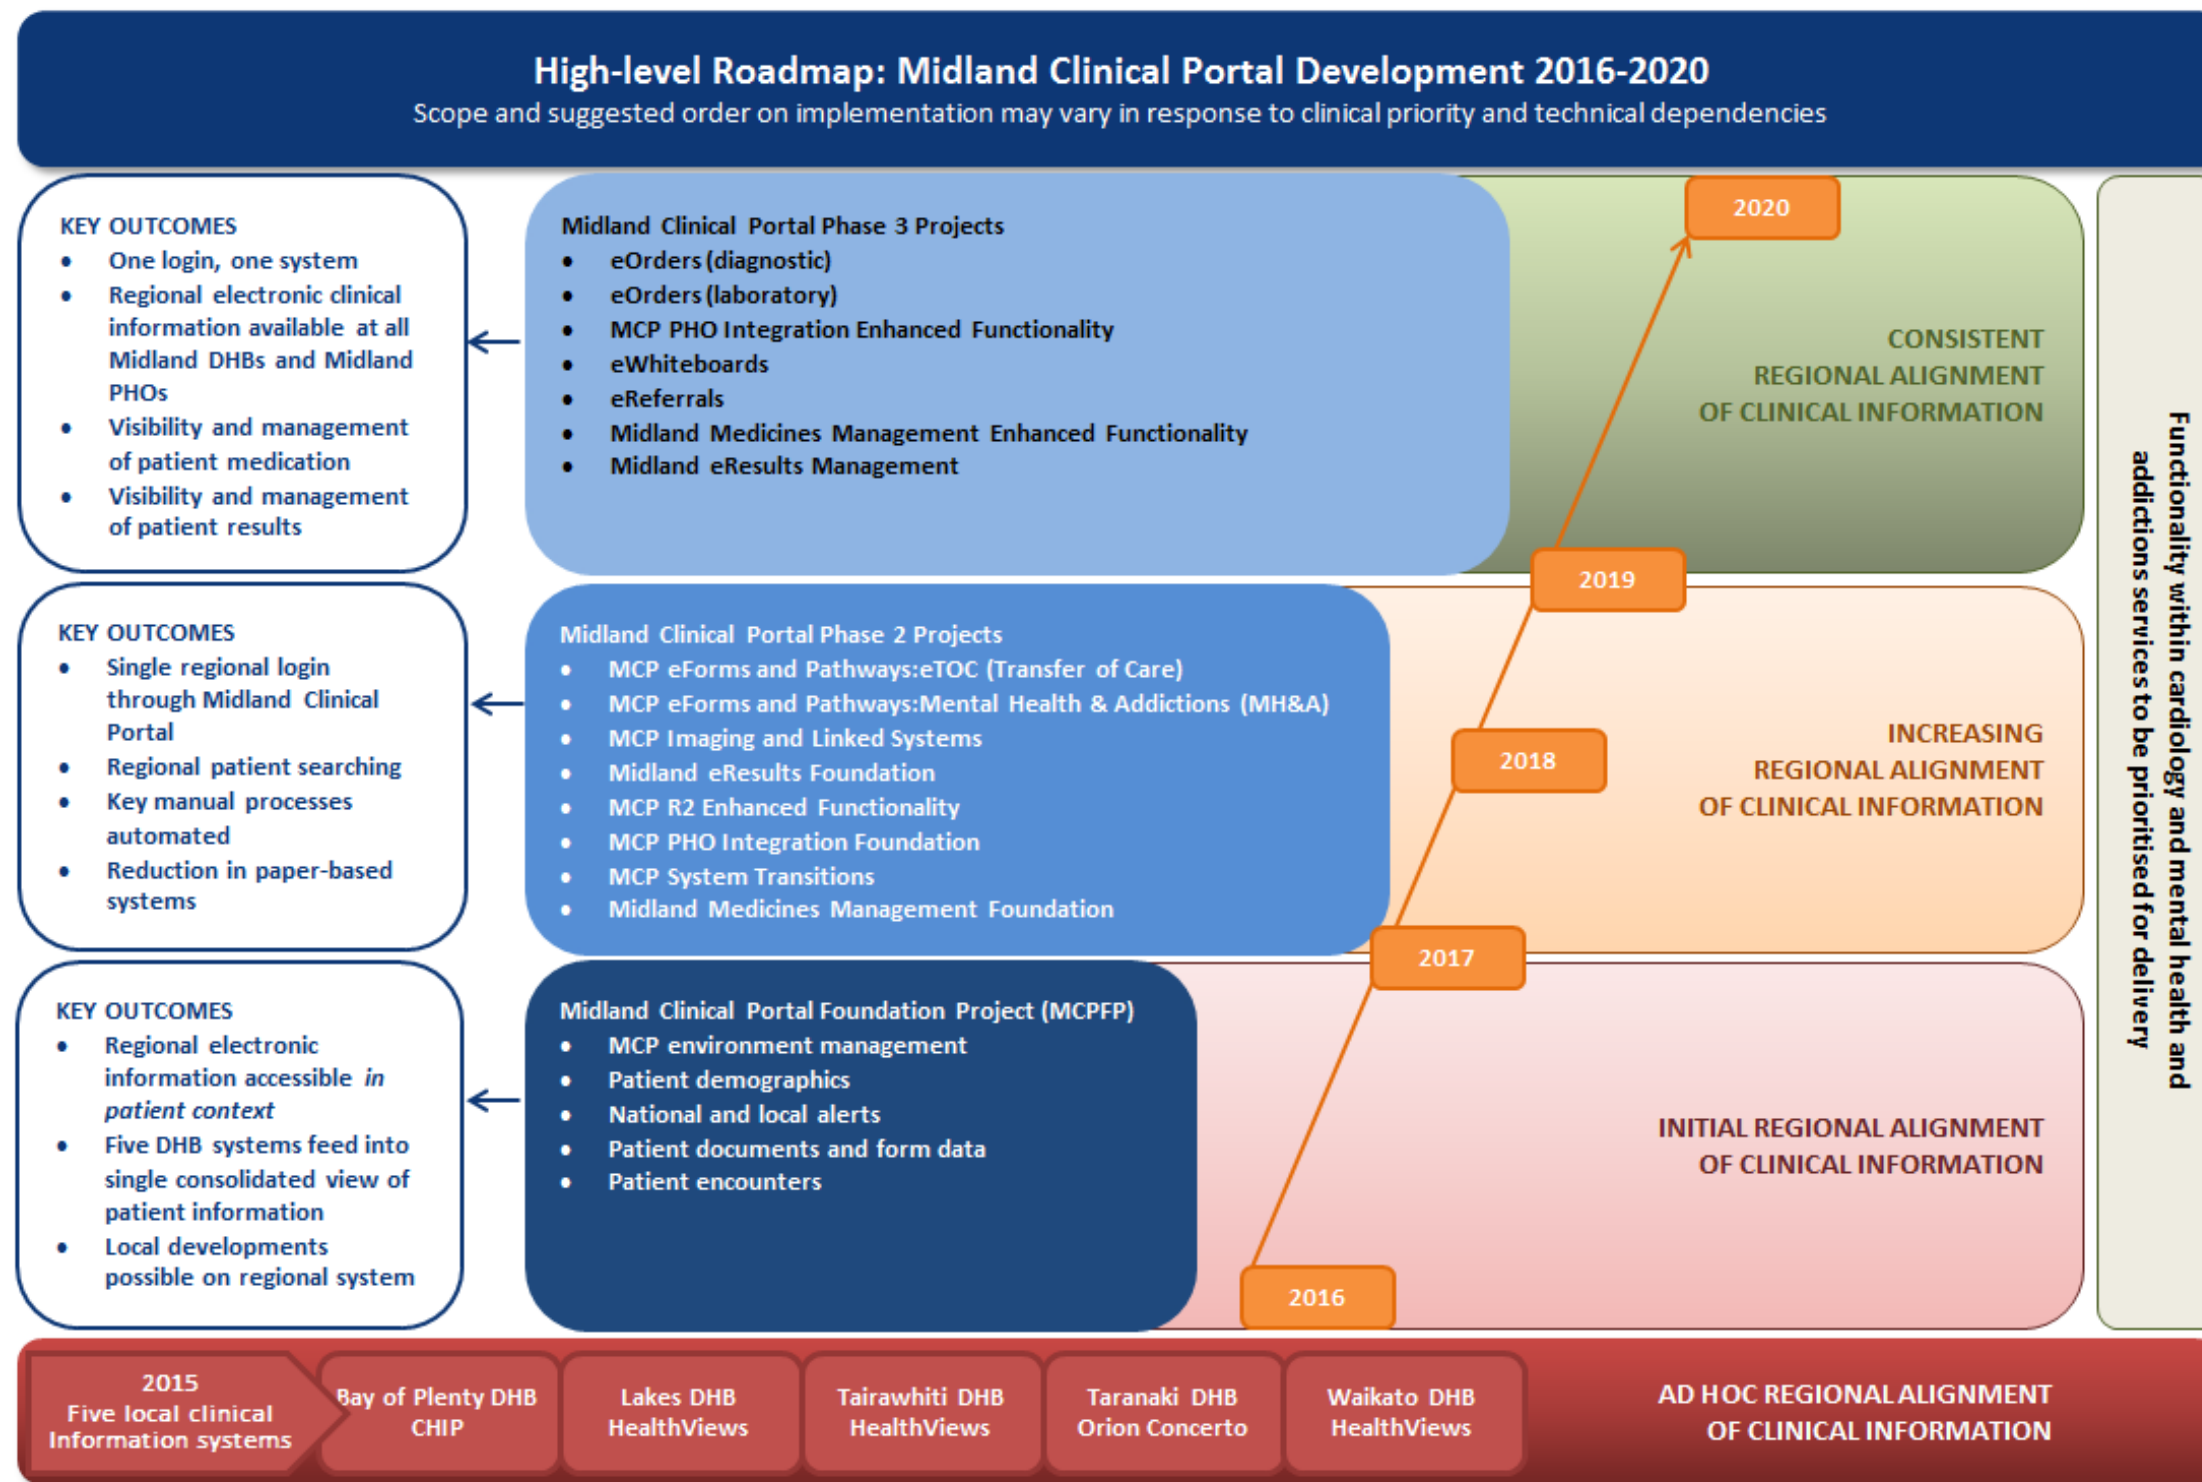 High-level Roadmap: Midland Clinical Portal Development 2016-2020
Scope and suggested order on implementation may vary in response to clinical priority and technical dependencies
KEY OUTCOMES
• One login, one system
• Regional electronic clinical
information available at all
Midland DHBs and Midland
PHOs
• Visibility and management
of patient medication
• Visibility and management
of patient results
Midland Clinical Portal Phase 3 Projects
• eOrders (diagnostic)
• eOrders (laboratory)
• MCP PHO Integration Enhanced Functionality
• eWhiteboards
• eReferrals
• Midland Medicines Management Enhanced Functionality
• Midland eResults Management
2020
CONSISTENT
REGIONAL ALIGNMENT
OF CLINICAL INFORMATION
2019
KEY OUTCOMES
• Single regional login
through Midland Clinical
Portal
• Regional patient searching
• Key manual processes
automated
• Reduction in paper-based
systems
Midland Clinical Portal Phase 2 Projects
• MCP eForms and Pathways:eTOC (Transfer of Care)
• MCP eForms and Pathways:Mental Health & Addictions (MH&A)
• MCP Imaging and Linked Systems
• Midland eResults Foundation
• MCP R2 Enhanced Functionality
• MCP PHO Integration Foundation
• MCP System Transitions
• Midland Medicines Management Foundation
2018
INCREASING
REGIONAL ALIGNMENT
OF CLINICAL INFORMATION
2017
KEY OUTCOMES
• Regional electronic
information accessible in
patient context
• Five DHB systems feed into
single consolidated view of
patient information
• Local developments
possible on regional system
Midland Clinical Portal Foundation Project (MCPFP)
• MCP environment management
• Patient demographics
• National and local alerts
• Patient documents and form data
• Patient encounters
2016
INITIAL REGIONAL ALIGNMENT
OF CLINICAL INFORMATION
Functionality within cardiology and mental health and
addictions services to be prioritised for delivery
2015
Five local clinical
Information systems
Bay of Plenty DHB
CHIP
Lakes DHB
HealthViews
Tairawhiti DHB
HealthViews
Taranaki DHB
Orion Concerto
Waikato DHB
HealthViews
AD HOC REGIONAL ALIGNMENT
OF CLINICAL INFORMATION